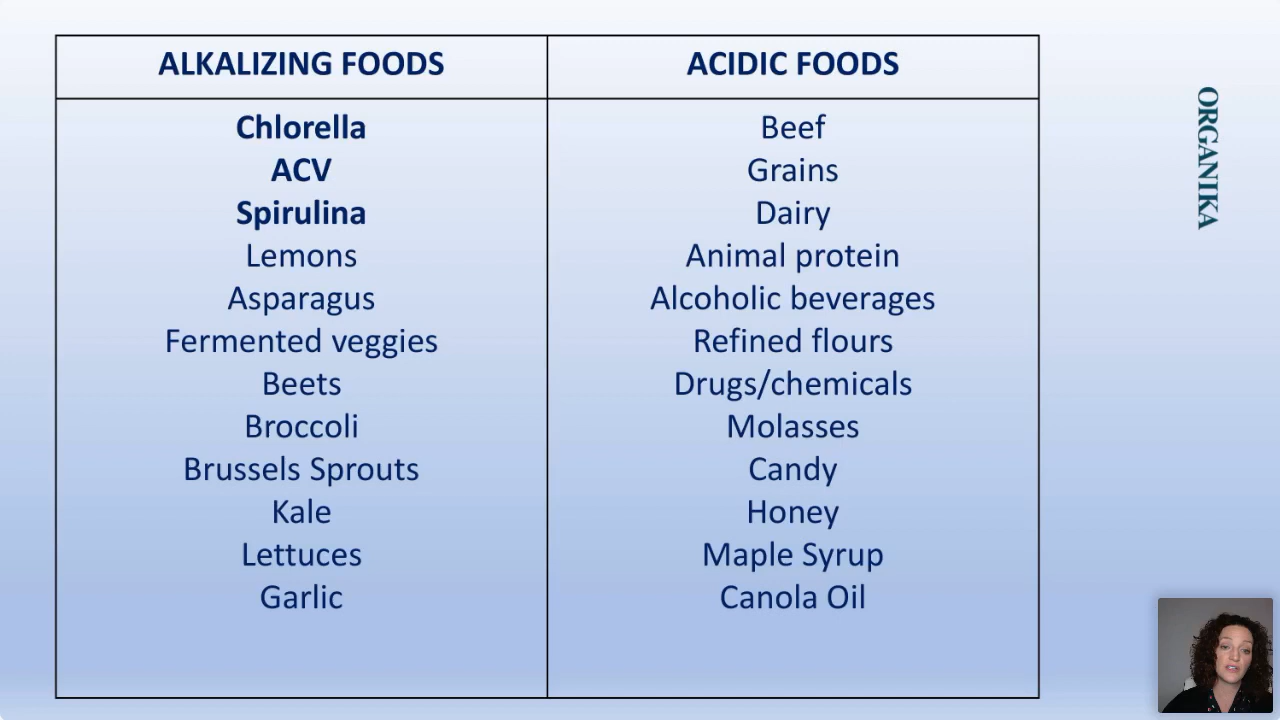 ALKALIZING FOODS
Chlorella
ACV
Spirulina
Lemons
Asparagus
Fermented veggies
Beets
Broccoli
Brussels Sprouts
Kale
Lettuces
Garlic
ACIDIC FOODS
Beef
Grains
Dairy
Animal protein
Alcoholic beverages
Refined flours
Drugs/chemicals
Molasses
Candy
Honey
Maple Syrup
Canola Oil
ORGANIKA